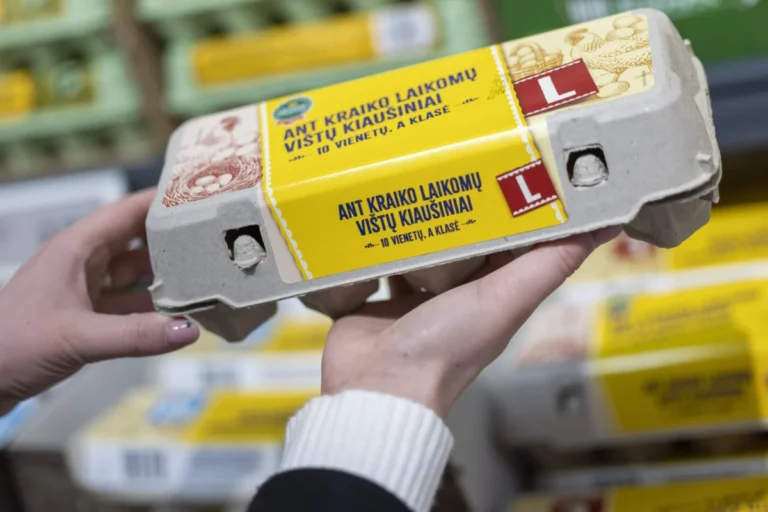 ANT KRAIKO LAIKOMŲ
VIŠTŲ KIAUŠINIAI
10 VIENETŲ, A KLASĖ
L
ANT KRAIKO LAIKOMŲ
VIŠTŲ KIAUŠINIAI
10 VIENETŲ, A KLASĖ
L